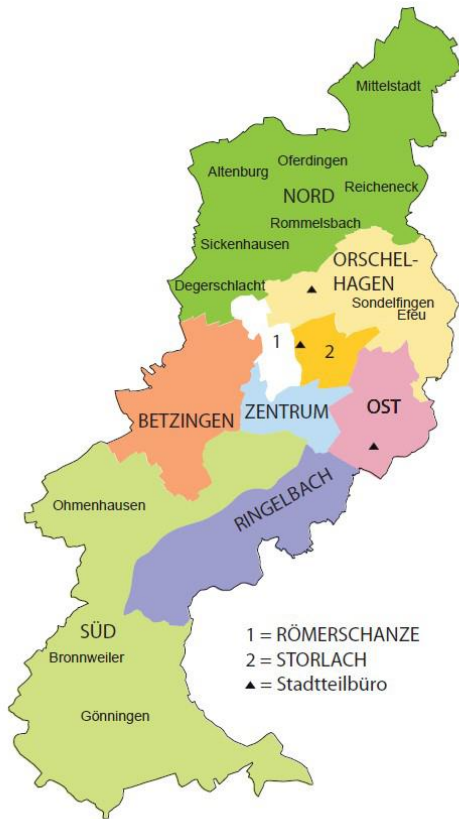 Mittelstadt
Oferdingen
Altenburg
Reicheneck
NORD
Rommelsbach
Sickenhausen
ORSCHEL-
HAGEN
Degerschlacht
Sondelfingen
Efeu
1
2
BETZINGEN
ZENTRUM
OST
RINGELBACH
Ohmenhausen
SÜD
Bronnweiler
Gönningen
1 = RÖMERSCHANZE
2 = STORLACH
▲ = Stadtteilbüro